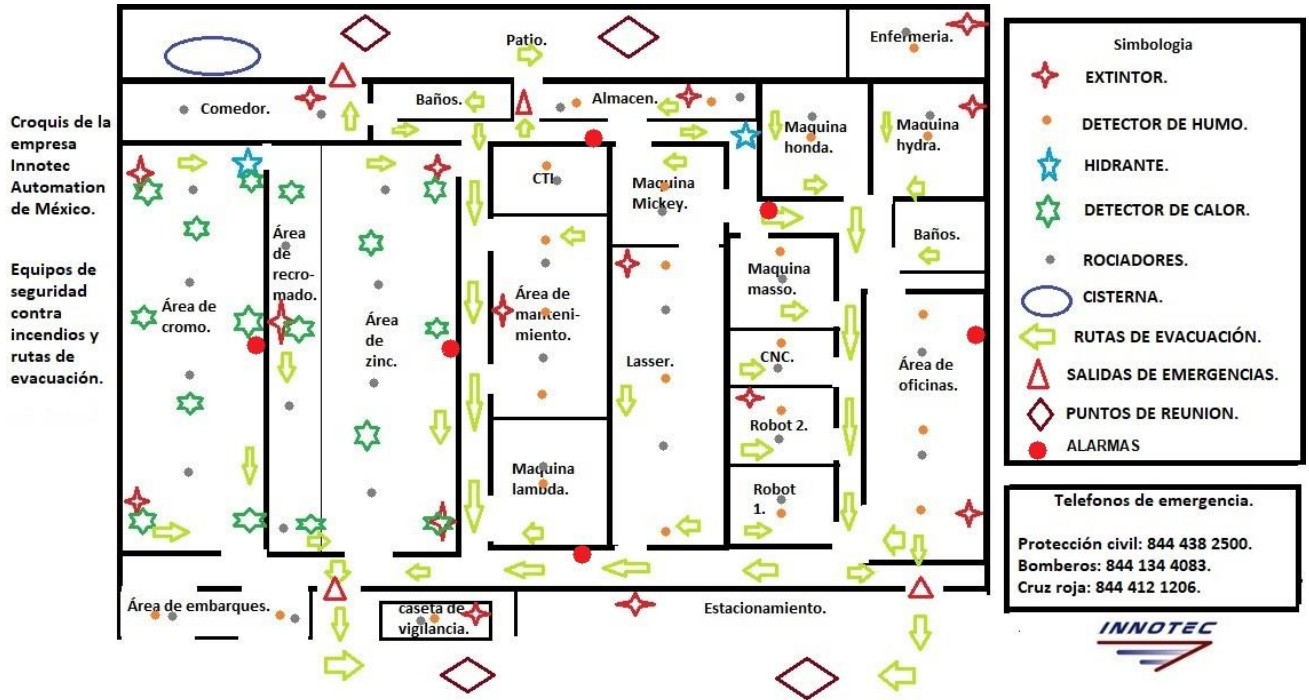 Croquis de la
empresa
Innotec
Automation
de México.
Equipos de
seguridad
contra
incendios y
rutas de
evacuación.
Patio.
Enfermeria.
Comedor.
Baños.
Almacen.
Maquina
honda.
Maquina
hydra.
CTI.
Maquina
Mickey.
Baños.
Área de
cromo.
Área
de
recro-
mado.
Área
de
zinc.
Área de
manteni-
miento.
Lasser.
Maquina
masso.
CNC.
Robot 2.
Robot
1.
Área de
oficinas.
Maquina
lambda.
Área de embarques.
caseta de
vigilancia.
Estacionamiento.
Simbologia
EXTINTOR.
DETECTOR DE HUMO.
HIDRANTE.
DETECTOR DE CALOR.
ROCIADORES.
CISTERNA.
RUTAS DE EVACUACIÓN.
SALIDAS DE EMERGENCIAS.
PUNTOS DE REUNION.
ALARMAS
Telefonos de emergencia.
Protección civil: 844 438 2500.
Bomberos: 844 134 4083.
Cruz roja: 844 412 1206.
INNOTEC